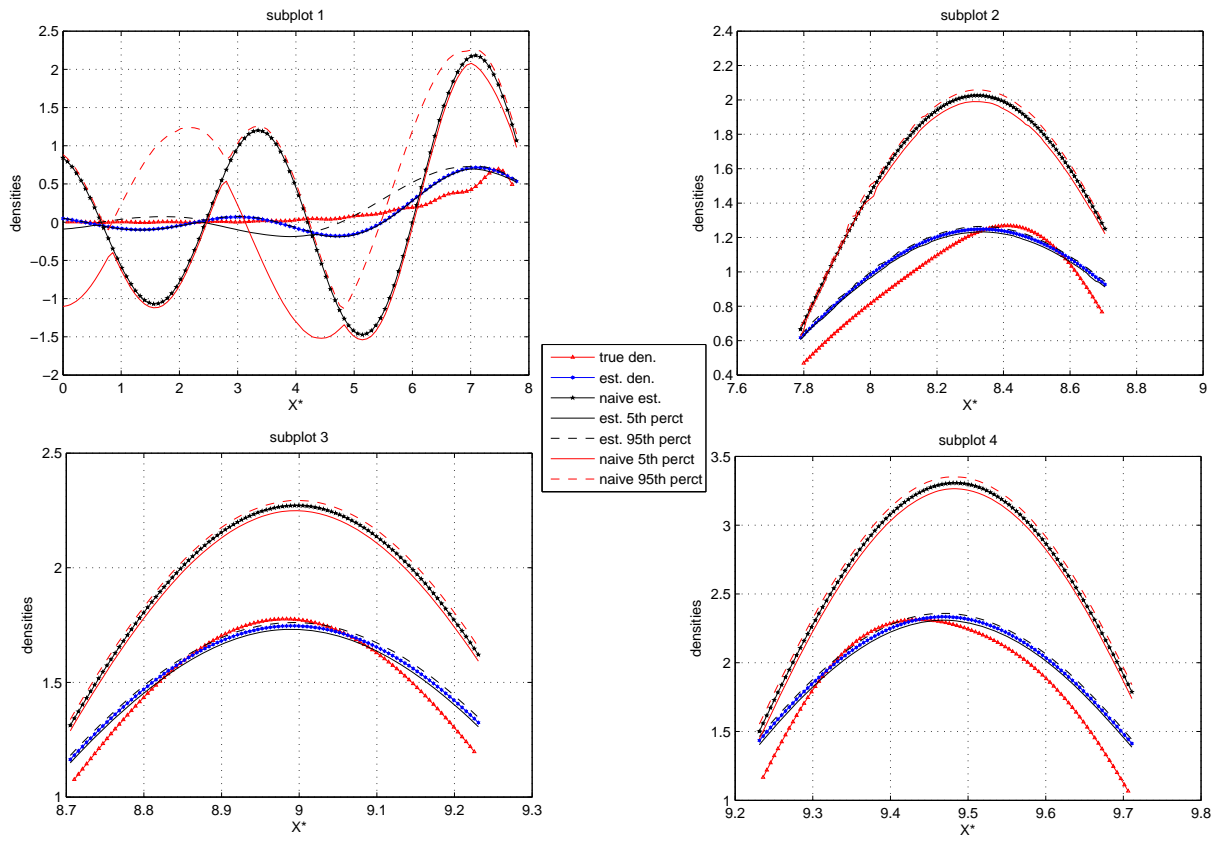 subplot 1
2.5
2
1.5
1
0.5
0
−0.5
−1
−1.5
−2
densities
0 1 2 3 4 5 6 7 8
X*
subplot 2
2.4
2.2
2
1.8
1.6
1.4
1.2
1
0.8
0.6
0.4
densities
7.6 7.8 8 8.2 8.4 8.6 8.8 9
X*
true den.
est. den.
naive est.
est. 5th perct
est. 95th perct
naive 5th perct
naive 95th perct
subplot 3
2.5
2
1.5
1
densities
8.7 8.8 8.9 9 9.1 9.2 9.3
X*
subplot 4
3.5
3
2.5
2
1.5
1
densities
9.2 9.3 9.4 9.5 9.6 9.7 9.8
X*